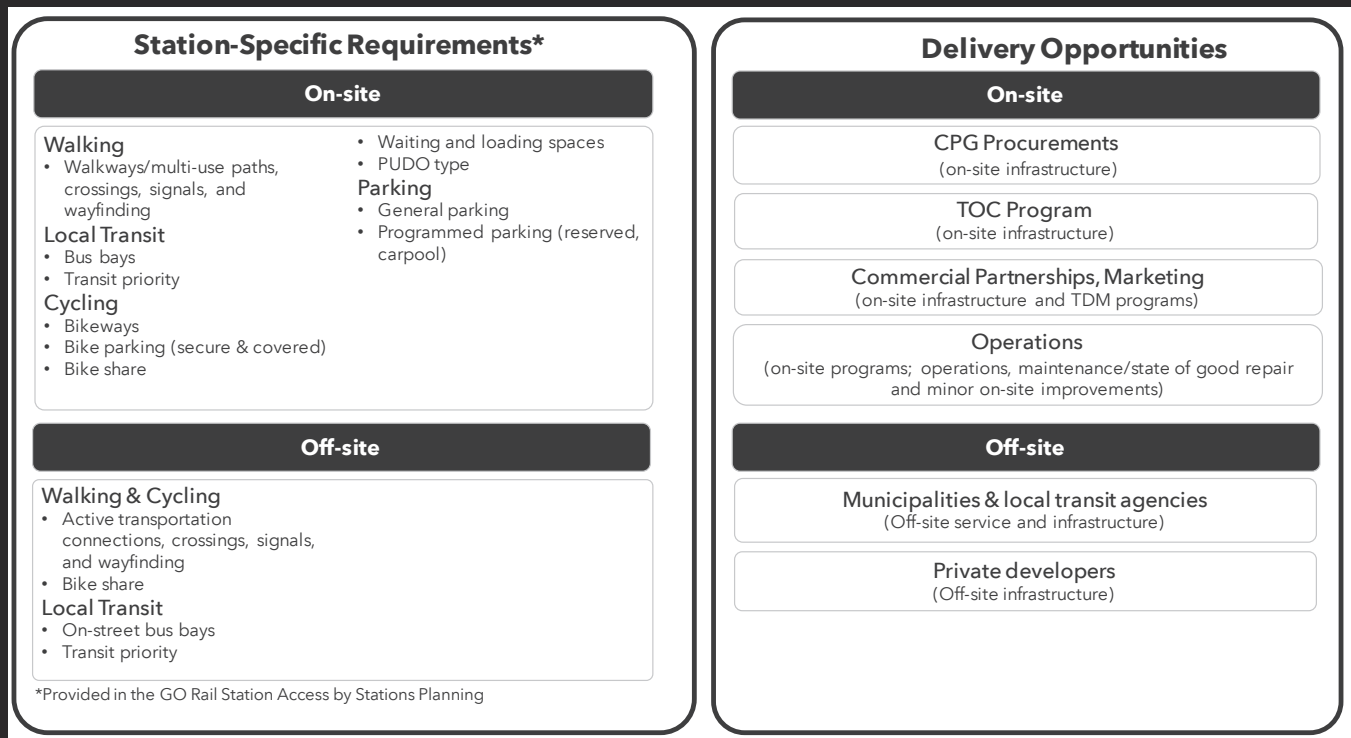 Station-Specific Requirements*
On-site
Walking
• Walkways/multi-use paths,
crossings, signals, and
wayfinding
Local Transit
• Bus bays
• Transit priority
Cycling
• Bikeways
• Bike parking (secure & covered)
• Bike share
• Waiting and loading spaces
• PUDO type
Parking
• General parking
• Programmed parking (reserved,
carpool)
Off-site
Walking & Cycling
• Active transportation
connections, crossings, signals,
and wayfinding
• Bike share
Local Transit
• On-street bus bays
• Transit priority
*Provided in the GO Rail Station Access by Stations Planning
Delivery Opportunities
On-site
CPG Procurements
(on-site infrastructure)
TOC Program
(on-site infrastructure)
Commercial Partnerships, Marketing
(on-site infrastructure and TDM programs)
Operations
(on-site programs; operations, maintenance/state of good repair
and minor on-site improvements)
Off-site
Municipalities & local transit agencies
(Off-site service and infrastructure)
Private developers
(Off-site infrastructure)